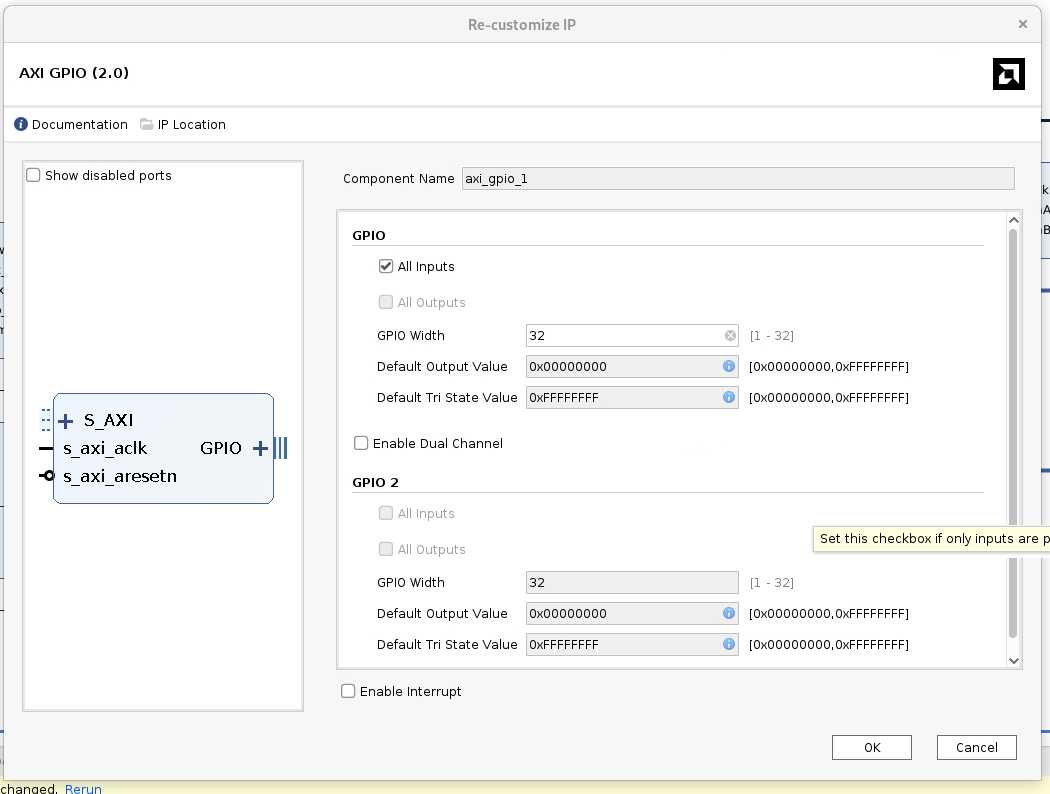 Re-customize IP
AXI GPIO (2.0)
Documentation IP Location
Show disabled ports
S_AXI
s_axi_aclk GPIO
s_axi_aresetn
Component Name axi_gpio_1
GPIO
All Inputs
All Outputs
GPIO Width 32 [1 - 32]
Default Output Value 0x00000000 [0x00000000,0xFFFFFFFF]
Default Tri State Value 0xFFFFFFFF [0x00000000,0xFFFFFFFF]
Enable Dual Channel
GPIO 2
All Inputs
All Outputs
Set this checkbox if only inputs are p
GPIO Width 32 [1 - 32]
Default Output Value 0x00000000 [0x00000000,0xFFFFFFFF]
Default Tri State Value 0xFFFFFFFF [0x00000000,0xFFFFFFFF]
Enable Interrupt
OK Cancel
changed. Rerun